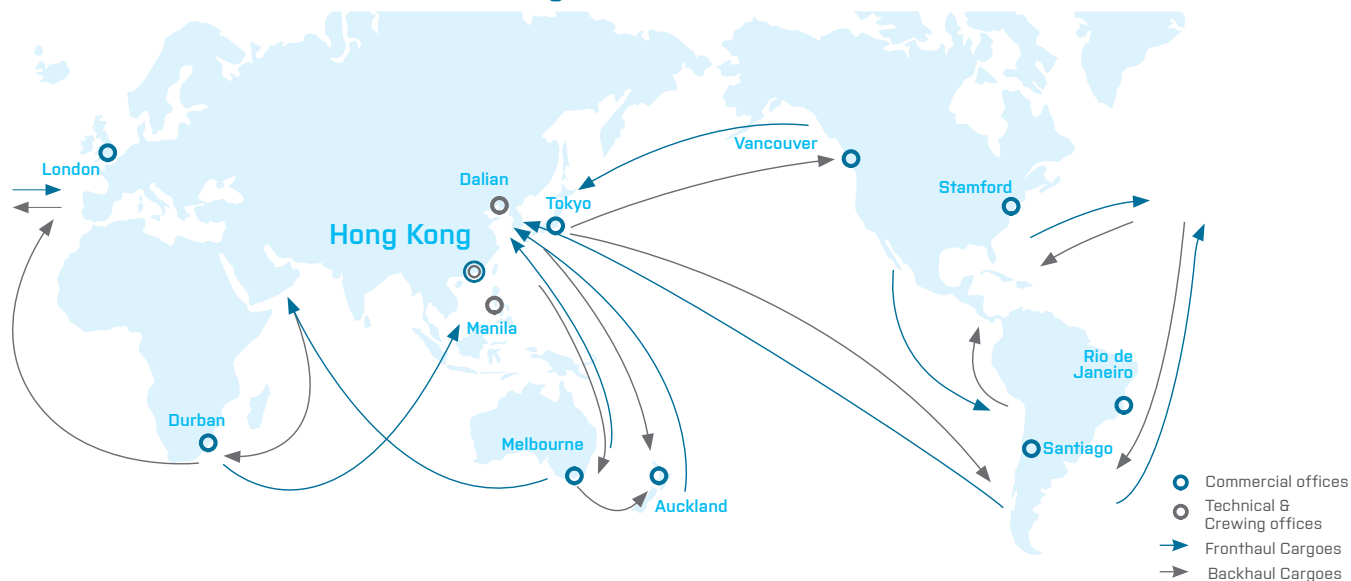 London
Dalian
Tokyo
Vancouver
Stamford
Hong Kong
Manila
Rio de
Janeiro
Durban
Melbourne
Auckland
Santiago
Commercial offices
Technical &
Crewing offices
Fronthaul Cargoes
Backhaul Cargoes